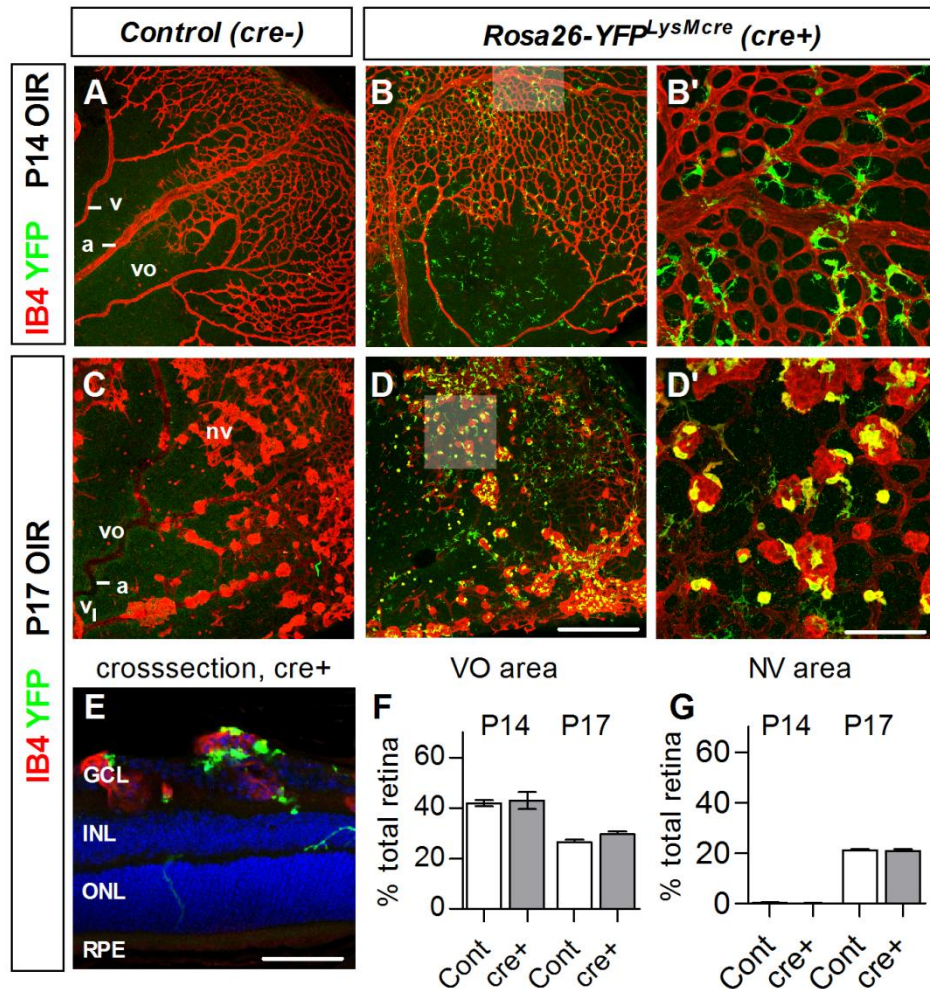 Control (cre-)
Rosa26-YFPLysMcre (cre+)
IB4 YFP P14 OIR
A
v
a
vo
B
B'
IB4 YFP P17 OIR
C
nv
vo
a
v
D
D'
crosssection, cre+
E
GCL
INL
ONL
RPE
VO area
F
P14 P17
% total retina
60
40
20
0
Cont
cre+
Cont
cre+
NV area
G
P14 P17
% total retina
60
40
20
0
Cont
cre+
Cont
cre+